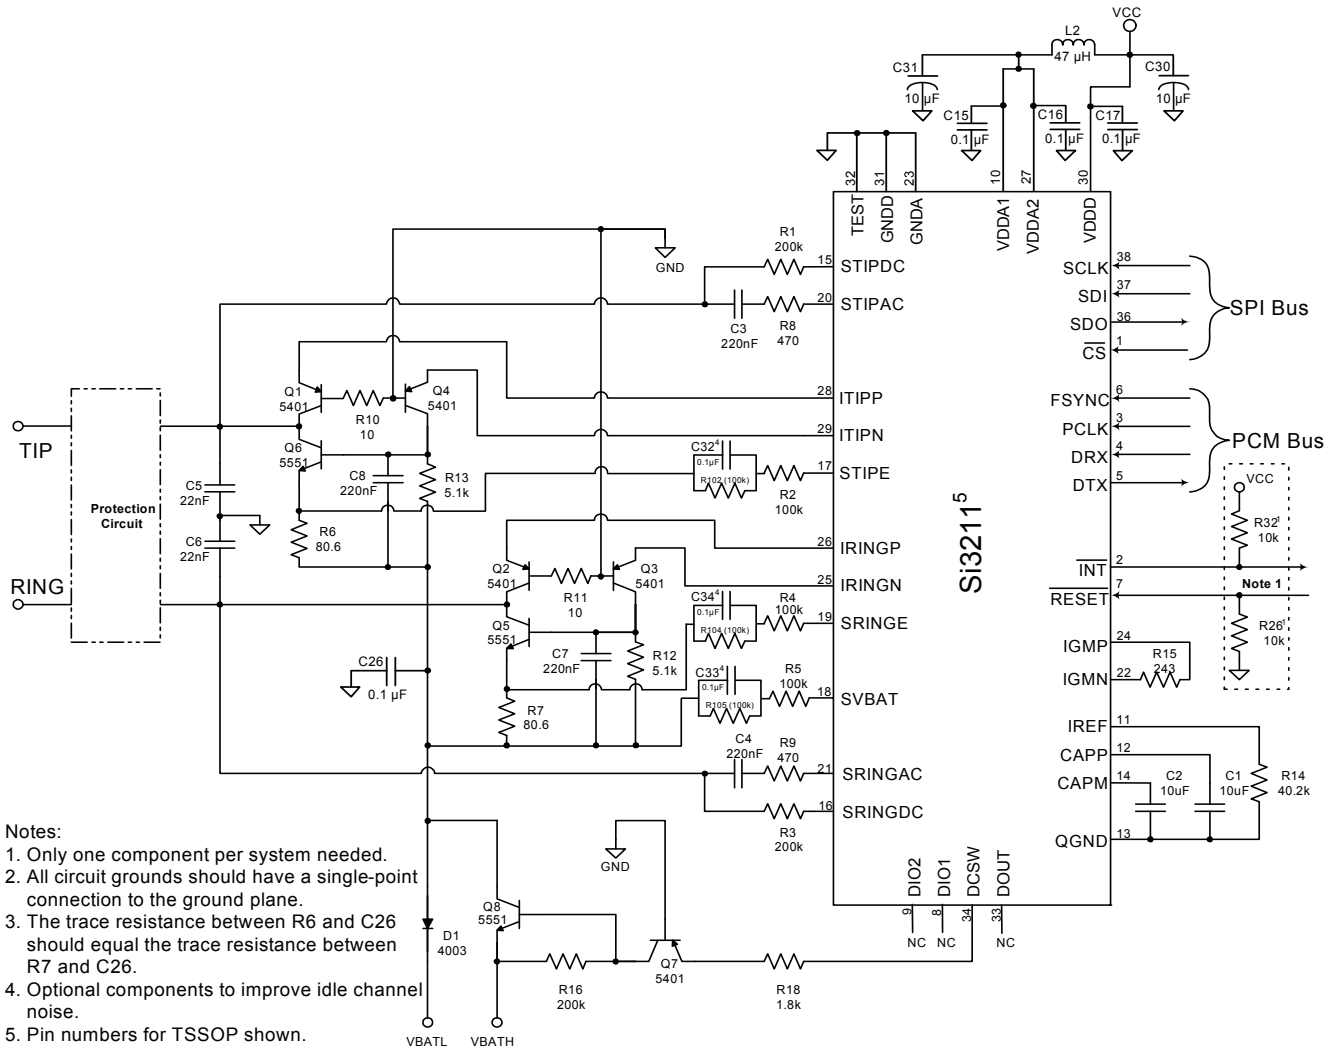 VCC
L2
47 µH
C31
10 µF
C30
10 µF
C15
0.1 µF
C16
0.1 µF
C17
0.1 µF
32
31
23
10
27
30
TEST
GNDD
GNDA
VDDA1
VDDA2
VDDD
GND
R1
200k
15
STIPDC
20
STIPAC
C3
220nF
R8
470
SCLK
38
SDI
37
SDO
36
CS
1
SPI Bus
Q1
5401
R10
10
Q4
5401
28
ITIPP
29
ITIPN
FSYNC
6
PCLK
3
DRX
4
DTX
5
PCM Bus
TIP
Q6
5551
C8
220nF
R13
5.1k
C32⁴
0.1µF
R102 (100k)
R2
100k
17
STIPE
VCC
R32¹
10k
C5
22nF
Protection
Circuit
C6
22nF
R6
80.6
Si3211⁵
26
IRINGP
25
IRINGN
INT
2
RESET
7
Note 1
R26¹
10k
RING
Q2
5401
R11
10
Q3
5401
Q5
5551
C7
220nF
R12
5.1k
C34⁴
0.1µF
R104 (100k)
R4
100k
19
SRINGE
IGMP
24
IGMN
22
R15
243
C26
0.1 µF
C33⁴
0.1µF
R105 (100k)
R5
100k
18
SVBAT
R7
80.6
IREF
11
CAPP
12
CAPM
14
QGND
13
C2
10uF
C1
10uF
R14
40.2k
C4
220nF
R9
470
21
SRINGAC
16
SRINGDC
R3
200k
DIO2
DIO1
DCSW
DOUT
9
8
34
33
NC
NC
NC
GND
Q8
5551
D1
4003
R16
200k
Q7
5401
R18
1.8k
VBATL
VBATH
Notes:
1. Only one component per system needed.
2. All circuit grounds should have a single-point
connection to the ground plane.
3. The trace resistance between R6 and C26
should equal the trace resistance between
R7 and C26.
4. Optional components to improve idle channel
noise.
5. Pin numbers for TSSOP shown.